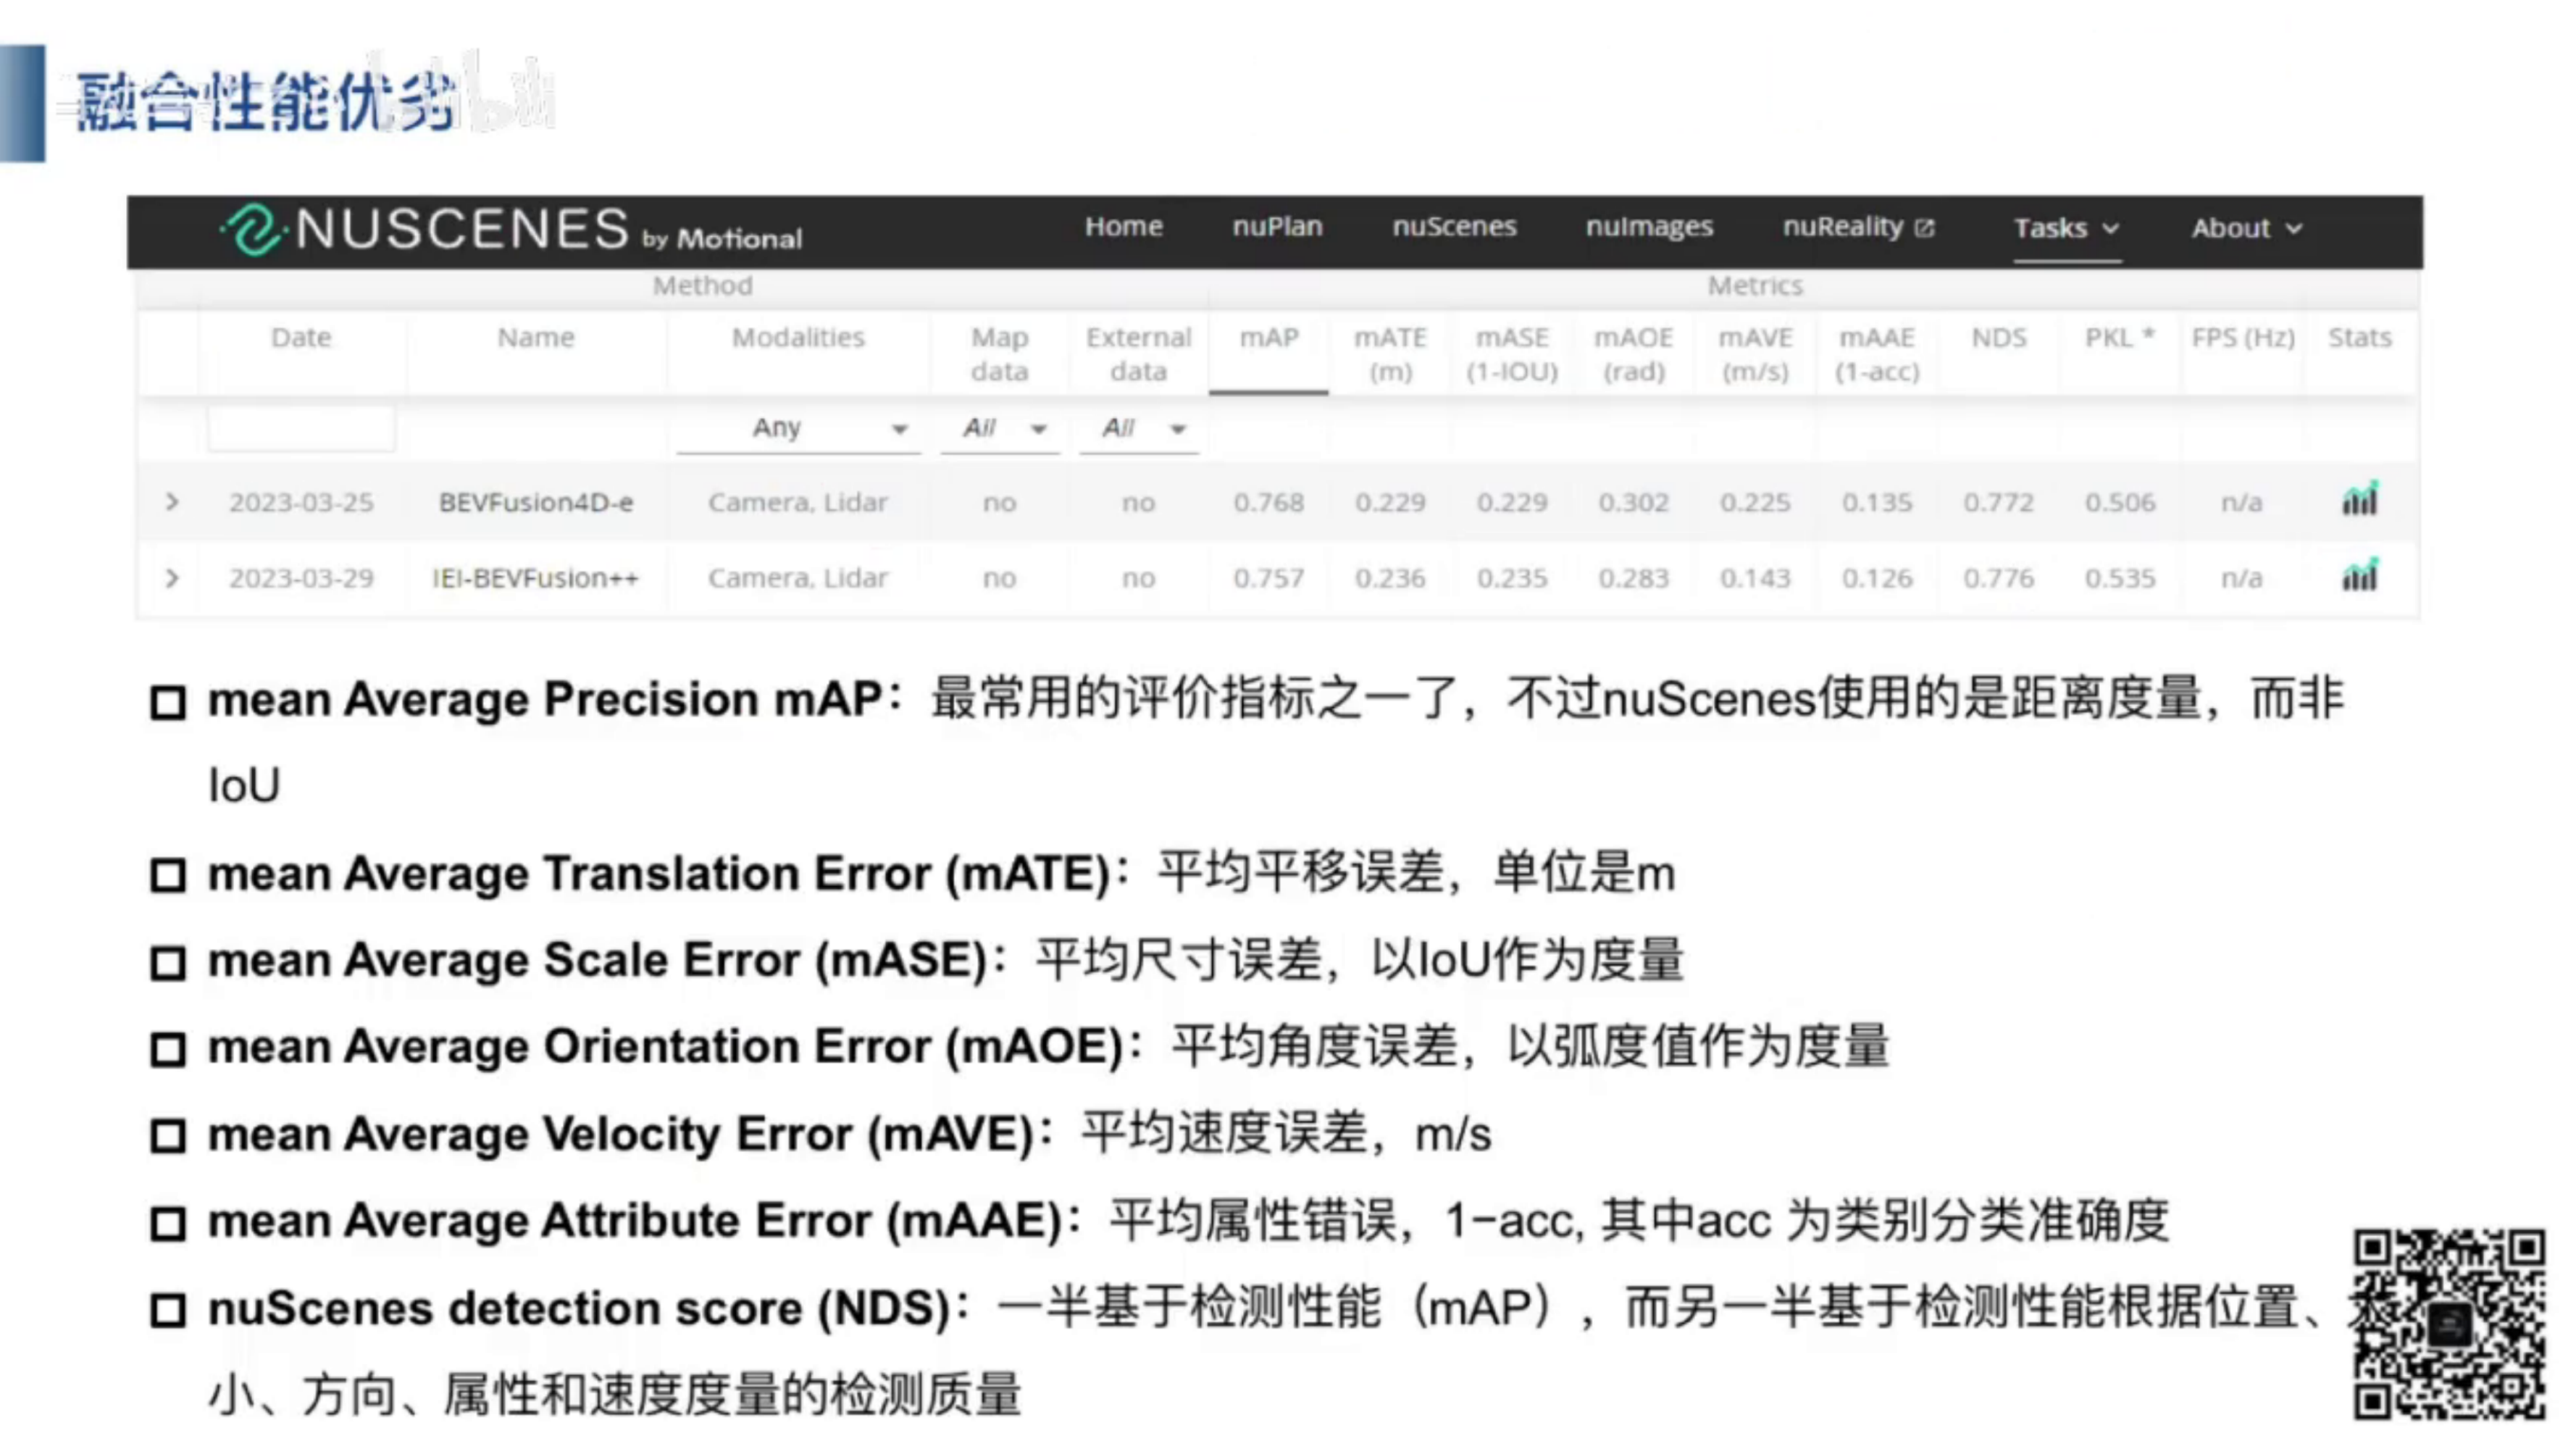 融合性能优劣
NUSCENES by Motional Home nuPlan nuScenes nuImages nuReality Tasks About
Method Metrics
Date Name Modalities Map data External data mAP mATE (m) mASE (1-IOU) mAOE (rad) mAVE (m/s) mAAE (1-acc) NDS PKL * FPS (Hz) Stats
Any All All
2023-03-25 BEVFusion4D-e Camera, Lidar no no 0.768 0.229 0.229 0.302 0.225 0.135 0.772 0.506 n/a
2023-03-29 IEI-BEVFusion++ Camera, Lidar no no 0.757 0.236 0.235 0.283 0.143 0.126 0.776 0.535 n/a
mean Average Precision mAP：最常用的评价指标之一了，不过nuScenes使用的是距离度量，而非
IoU
mean Average Translation Error (mATE)：平均平移误差，单位是m
mean Average Scale Error (mASE)：平均尺寸误差，以IoU作为度量
mean Average Orientation Error (mAOE)：平均角度误差，以弧度值作为度量
mean Average Velocity Error (mAVE)：平均速度误差，m/s
mean Average Attribute Error (mAAE)：平均属性错误，1−acc, 其中acc 为类别分类准确度
nuScenes detection score (NDS)：一半基于检测性能（mAP），而另一半基于检测性能根据位置、
小、方向、属性和速度度量的检测质量